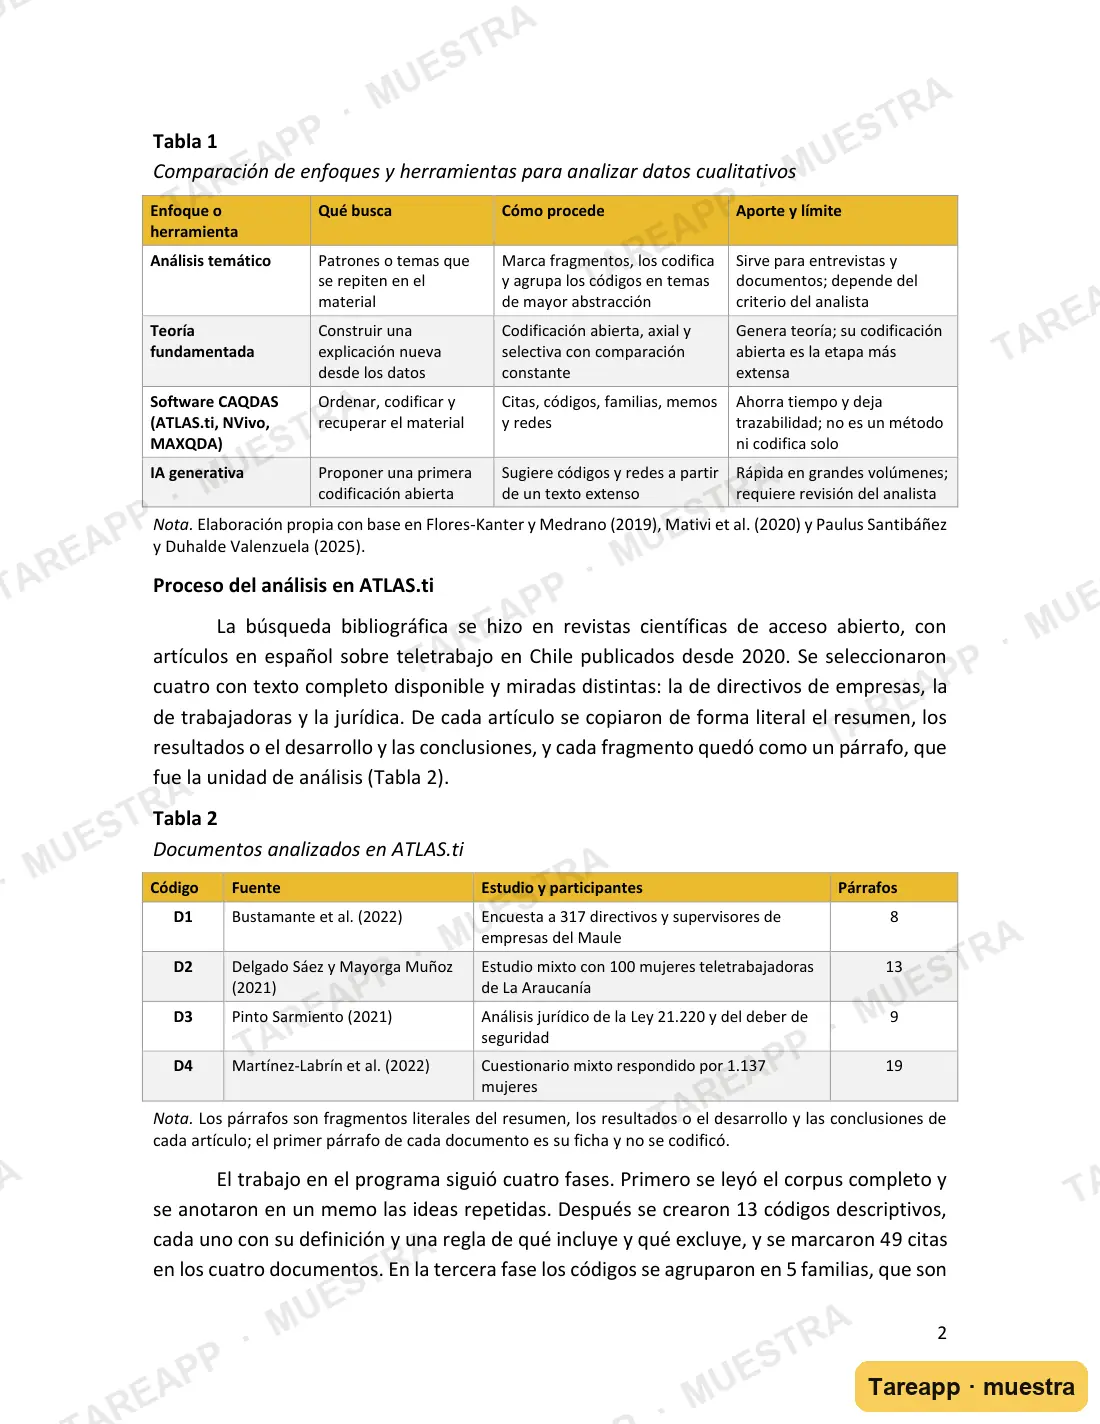 Tabla 1
Comparación de enfoques y herramientas para analizar datos cualitativos
Enfoque o herramienta | Qué busca | Cómo procede | Aporte y límite
Análisis temático | Patrones o temas que se repiten en el material | Marca fragmentos, los codifica y agrupa los códigos en temas de mayor abstracción | Sirve para entrevistas y documentos; depende del criterio del analista
Teoría fundamentada | Construir una explicación nueva desde los datos | Codificación abierta, axial y selectiva con comparación constante | Genera teoría; su codificación abierta es la etapa más extensa
Software CAQDAS (ATLAS.ti, NVivo, MAXQDA) | Ordenar, codificar y recuperar el material | Citas, códigos, familias, memos y redes | Ahorra tiempo y deja trazabilidad; no es un método ni codifica solo
IA generativa | Proponer una primera codificación abierta | Sugiere códigos y redes a partir de un texto extenso | Rápida en grandes volúmenes; requiere revisión del analista
Nota. Elaboración propia con base en Flores-Kanter y Medrano (2019), Mativi et al. (2020) y Paulus Santibáñez
y Duhalde Valenzuela (2025).
Proceso del análisis en ATLAS.ti
La búsqueda bibliográfica se hizo en revistas científicas de acceso abierto, con
artículos en español sobre teletrabajo en Chile publicados desde 2020. Se seleccionaron
cuatro con texto completo disponible y miradas distintas: la de directivos de empresas, la
de trabajadoras y la jurídica. De cada artículo se copiaron de forma literal el resumen, los
resultados o el desarrollo y las conclusiones, y cada fragmento quedó como un párrafo, que
fue la unidad de análisis (Tabla 2).
Tabla 2
Documentos analizados en ATLAS.ti
Código | Fuente | Estudio y participantes | Párrafos
D1 | Bustamante et al. (2022) | Encuesta a 317 directivos y supervisores de empresas del Maule | 8
D2 | Delgado Sáez y Mayorga Muñoz (2021) | Estudio mixto con 100 mujeres teletrabajadoras de La Araucanía | 13
D3 | Pinto Sarmiento (2021) | Análisis jurídico de la Ley 21.220 y del deber de seguridad | 9
D4 | Martínez-Labrín et al. (2022) | Cuestionario mixto respondido por 1.137 mujeres | 19
Nota. Los párrafos son fragmentos literales del resumen, los resultados o el desarrollo y las conclusiones de
cada artículo; el primer párrafo de cada documento es su ficha y no se codificó.
El trabajo en el programa siguió cuatro fases. Primero se leyó el corpus completo y
se anotaron en un memo las ideas repetidas. Después se crearon 13 códigos descriptivos,
cada uno con su definición y una regla de qué incluye y qué excluye, y se marcaron 49 citas
en los cuatro documentos. En la tercera fase los códigos se agruparon en 5 familias, que son
2
Tareapp · muestra
TAREAPP · MUESTRA